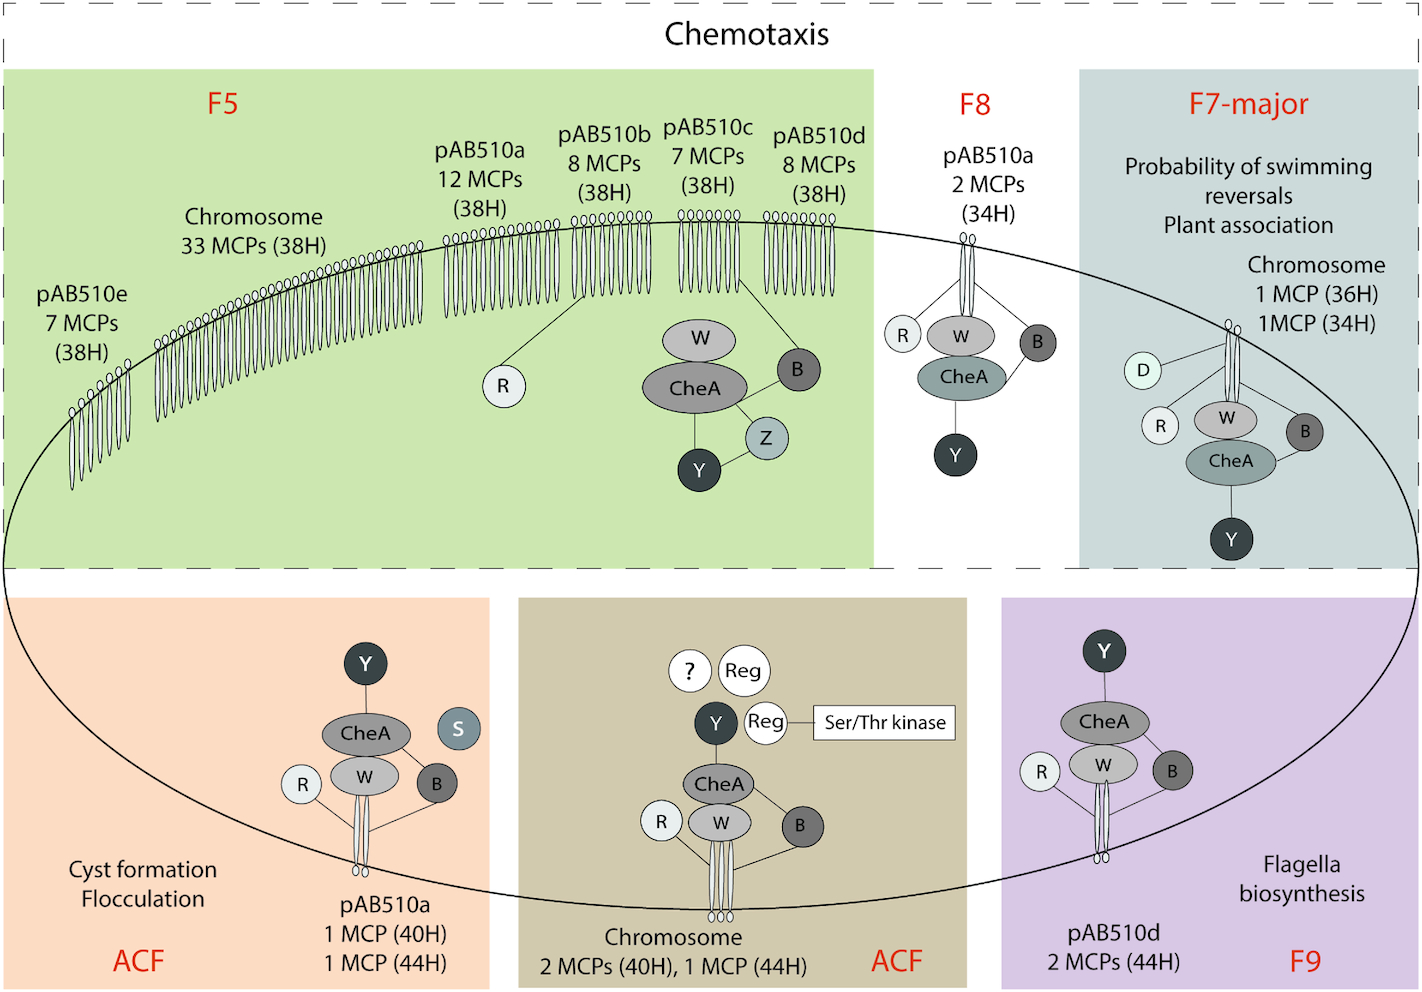 Chemotaxis
F5
pAB510e
7 MCPs
(38H)
Chromosome
33 MCPs (38H)
pAB510a
12 MCPs
(38H)
pAB510b
8 MCPs
(38H)
pAB510c
7 MCPs
(38H)
pAB510d
8 MCPs
(38H)
R
W
CheA
B
Z
Y
F8
pAB510a
2 MCPs
(34H)
R
W
B
CheA
Y
F7-major
Probability of swimming
reversals
Plant association
Chromosome
1 MCP (36H)
1MCP (34H)
D
R
W
B
CheA
Y
Y
CheA
S
R
W
B
Cyst formation
Flocculation
pAB510a
1 MCP (40H)
1 MCP (44H)
ACF
?
Reg
Y
Reg
Ser/Thr kinase
CheA
R
W
B
Chromosome
2 MCPs (40H), 1 MCP (44H)
ACF
Y
CheA
R
W
B
Flagella
biosynthesis
pAB510d
2 MCPs (44H)
F9